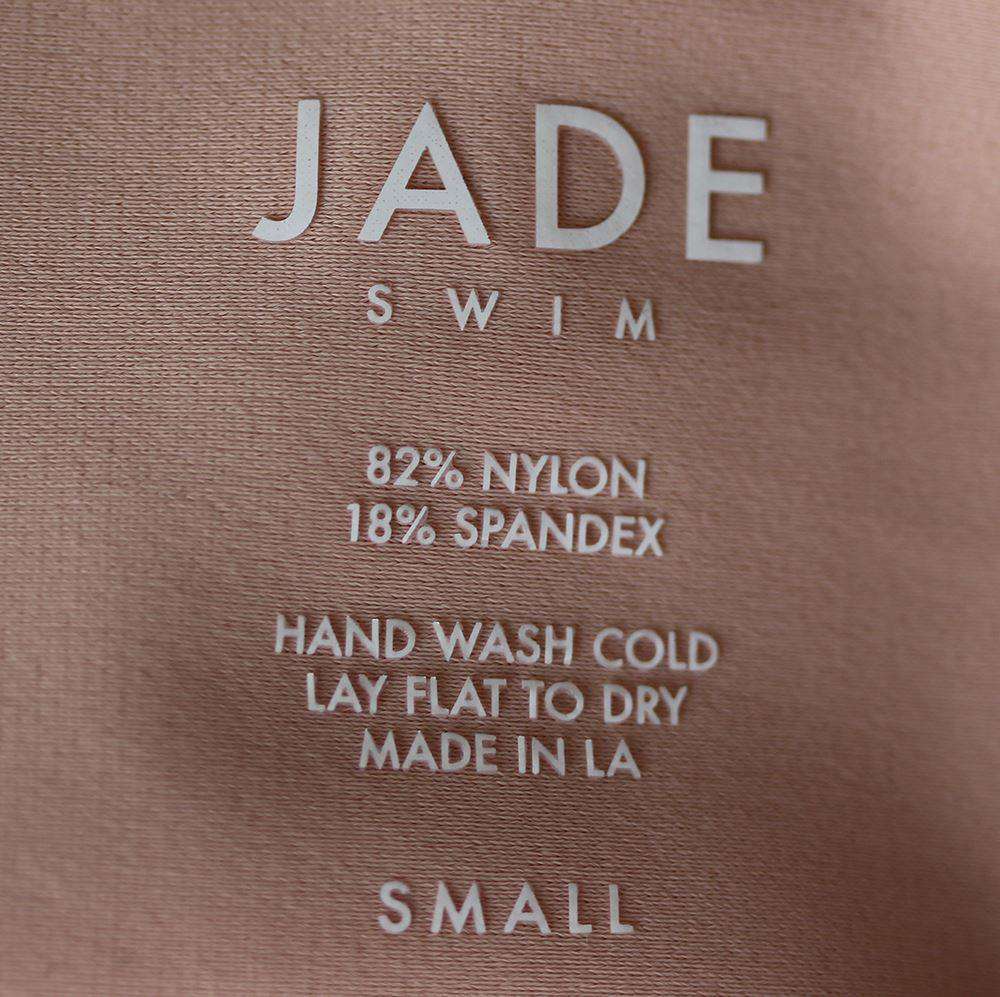 JADE
SWIM
82% NYLON
18% SPANDEX
HAND WASH COLD
LAY FLAT TO DRY
MADE IN LA
SMALL